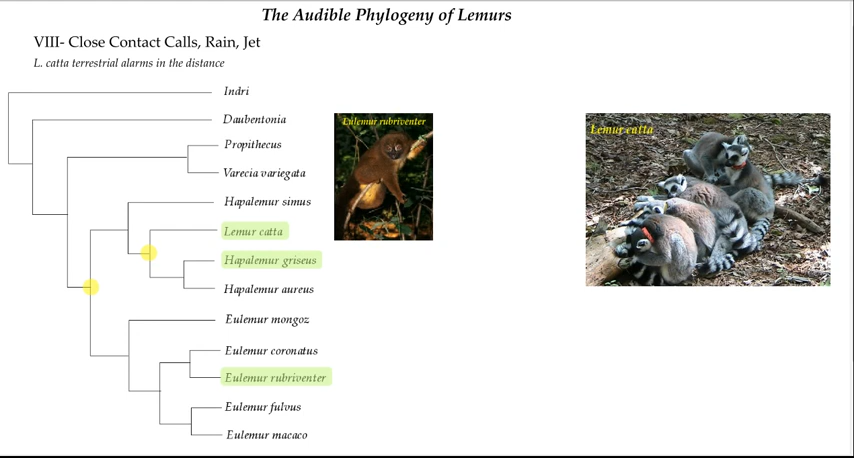 The Audible Phylogeny of Lemurs
VIII- Close Contact Calls, Rain, Jet
L. catta terrestrial alarms in the distance
Indri
Daubentonia
Propithecus
Varecia variegata
Hapalemur simus
Lemur catta
Hapalemur griseus
Hapalemur aureus
Eulemur mongoz
Eulemur coronatus
Eulemur rubriventer
Eulemur fulvus
Eulemur macaco
Eulemur rubriventer
Lemur catta